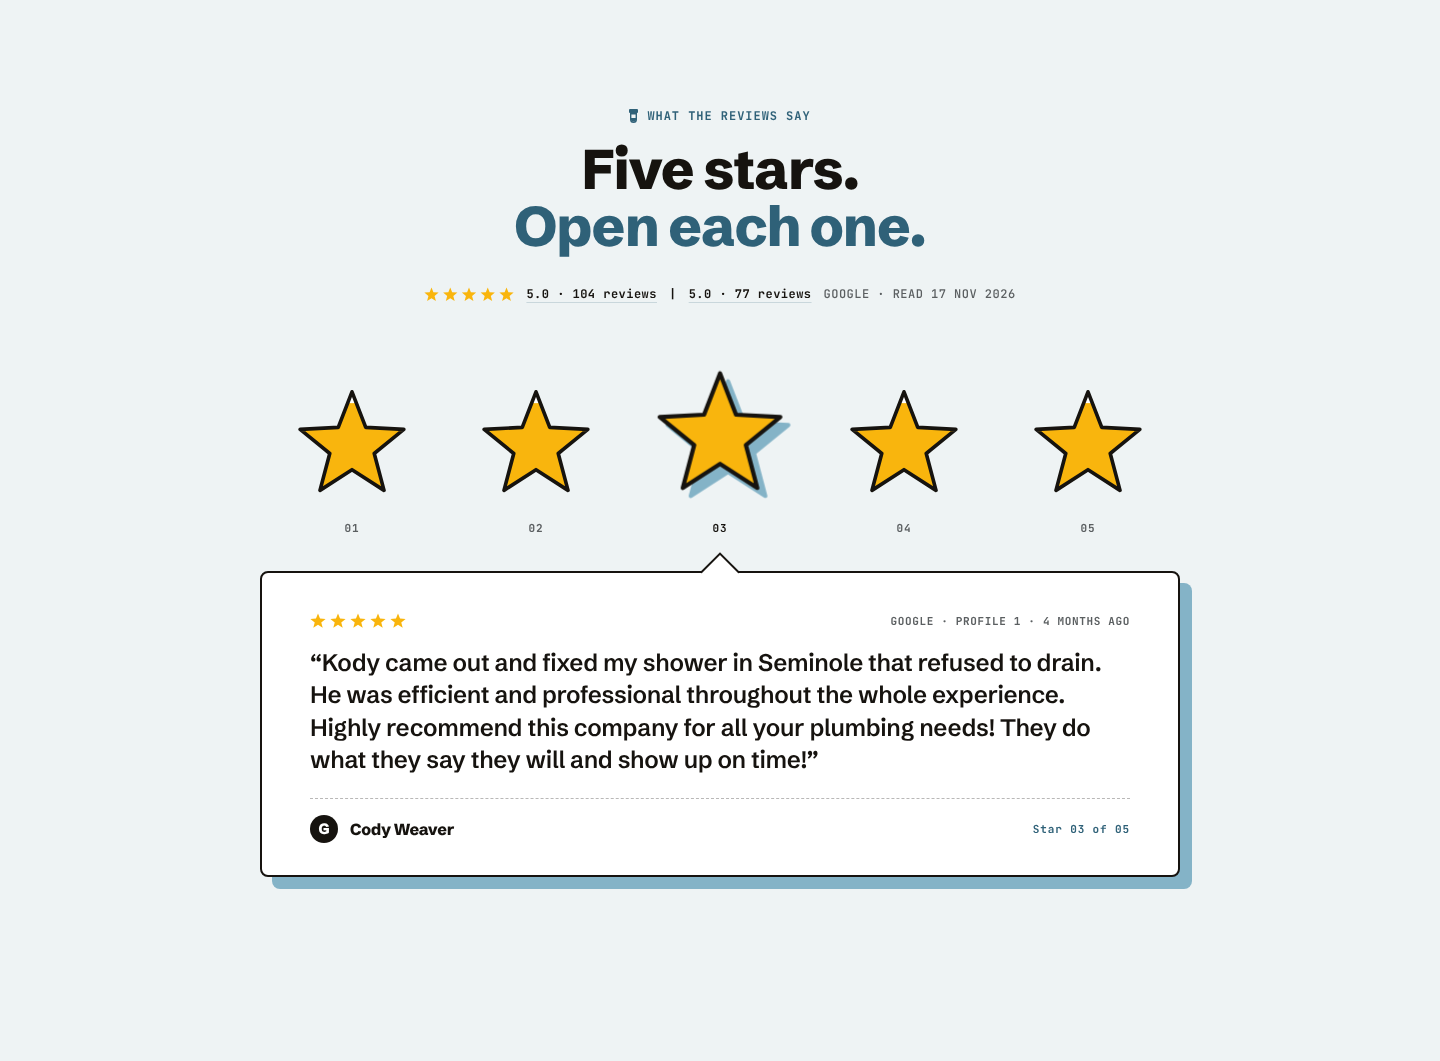 WHAT THE REVIEWS SAY
Five stars.
Open each one.
5.0 · 104 reviews | 5.0 · 77 reviews GOOGLE · READ 17 NOV 2026
01 02 03 04 05
GOOGLE · PROFILE 1 · 4 MONTHS AGO
“Kody came out and fixed my shower in Seminole that refused to drain.
He was efficient and professional throughout the whole experience.
Highly recommend this company for all your plumbing needs! They do
what they say they will and show up on time!”
G Cody Weaver Star 03 of 05